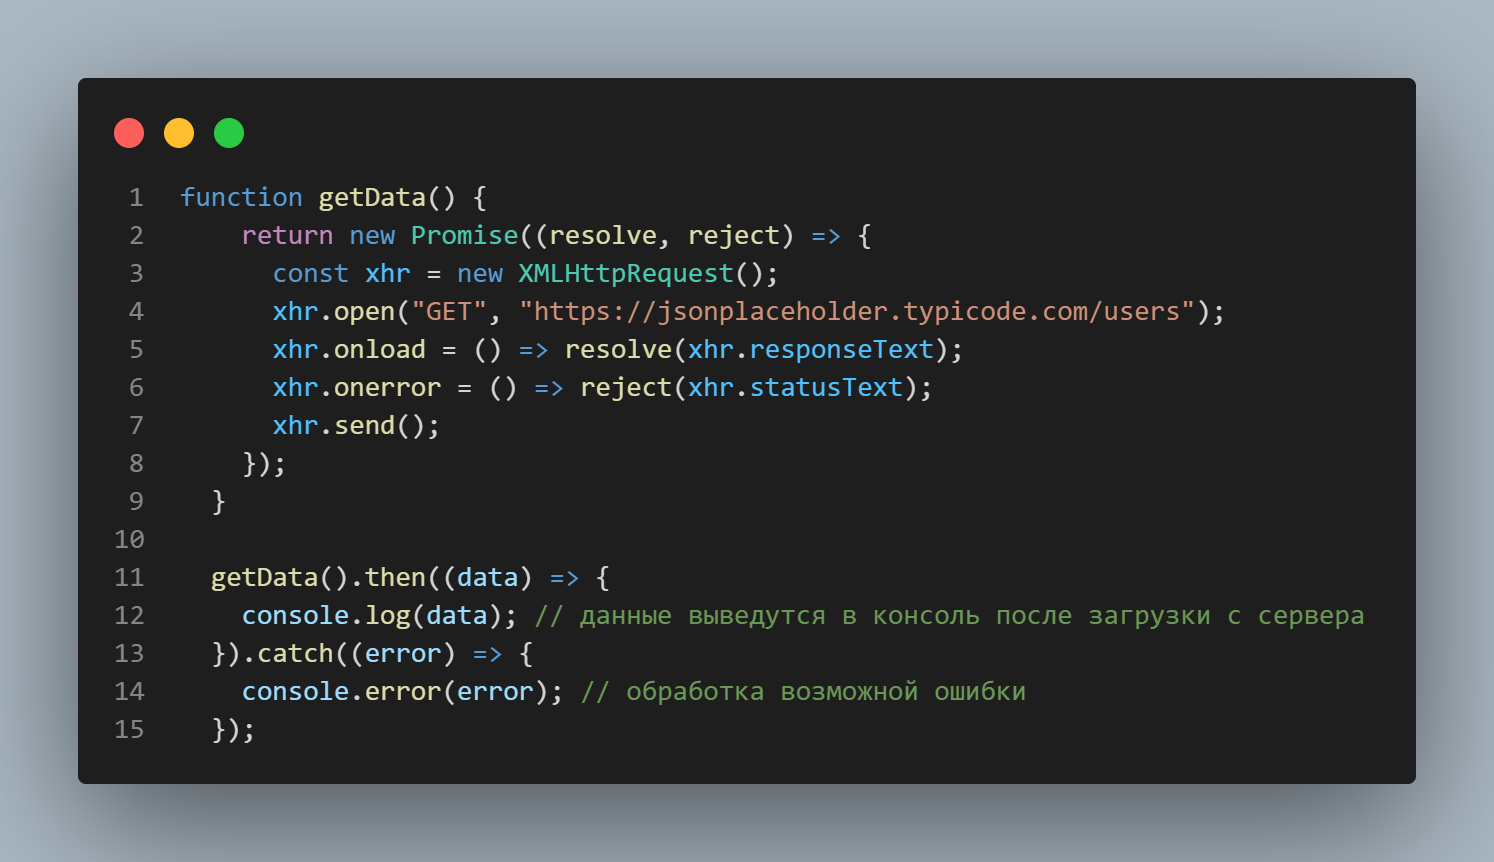 1 function getData() {
2 return new Promise((resolve, reject) => {
3 const xhr = new XMLHttpRequest();
4 xhr.open("GET", "https://jsonplaceholder.typicode.com/users");
5 xhr.onload = () => resolve(xhr.responseText);
6 xhr.onerror = () => reject(xhr.statusText);
7 xhr.send();
8 });
9 }
10
11 getData().then((data) => {
12 console.log(data); // данные выведутся в консоль после загрузки с сервера
13 }).catch((error) => {
14 console.error(error); // обработка возможной ошибки
15 });